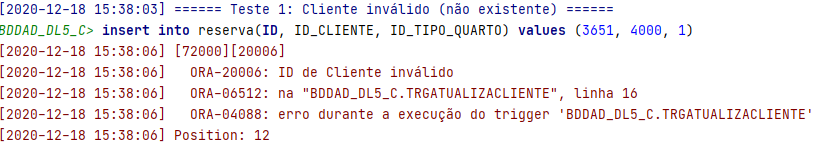 [2020-12-18 15:38:03] ====== Teste 1: Cliente inválido (não existente) ======
BDDAD_DL5_C> insert into reserva(ID, ID_CLIENTE, ID_TIPO_QUARTO) values (3651, 4000, 1)
[2020-12-18 15:38:06] [72000][20006]
[2020-12-18 15:38:06] ORA-20006: ID de Cliente inválido
[2020-12-18 15:38:06] ORA-06512: na "BDDAD_DL5_C.TRGATUALIZACLIENTE", linha 16
[2020-12-18 15:38:06] ORA-04088: erro durante a execução do trigger 'BDDAD_DL5_C.TRGATUALIZACLIENTE'
[2020-12-18 15:38:06] Position: 12